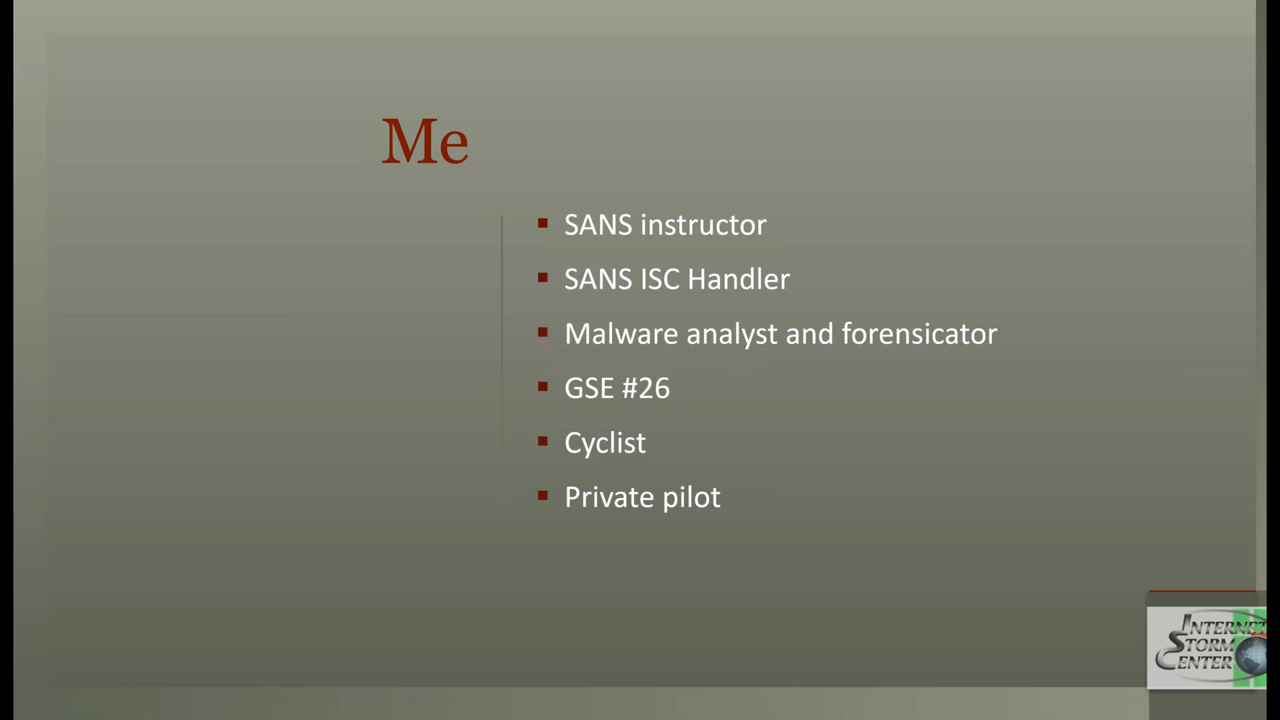 Me
SANS instructor
SANS ISC Handler
Malware analyst and forensicator
GSE #26
Cyclist
Private pilot
INTERNET
STORM
CENTER